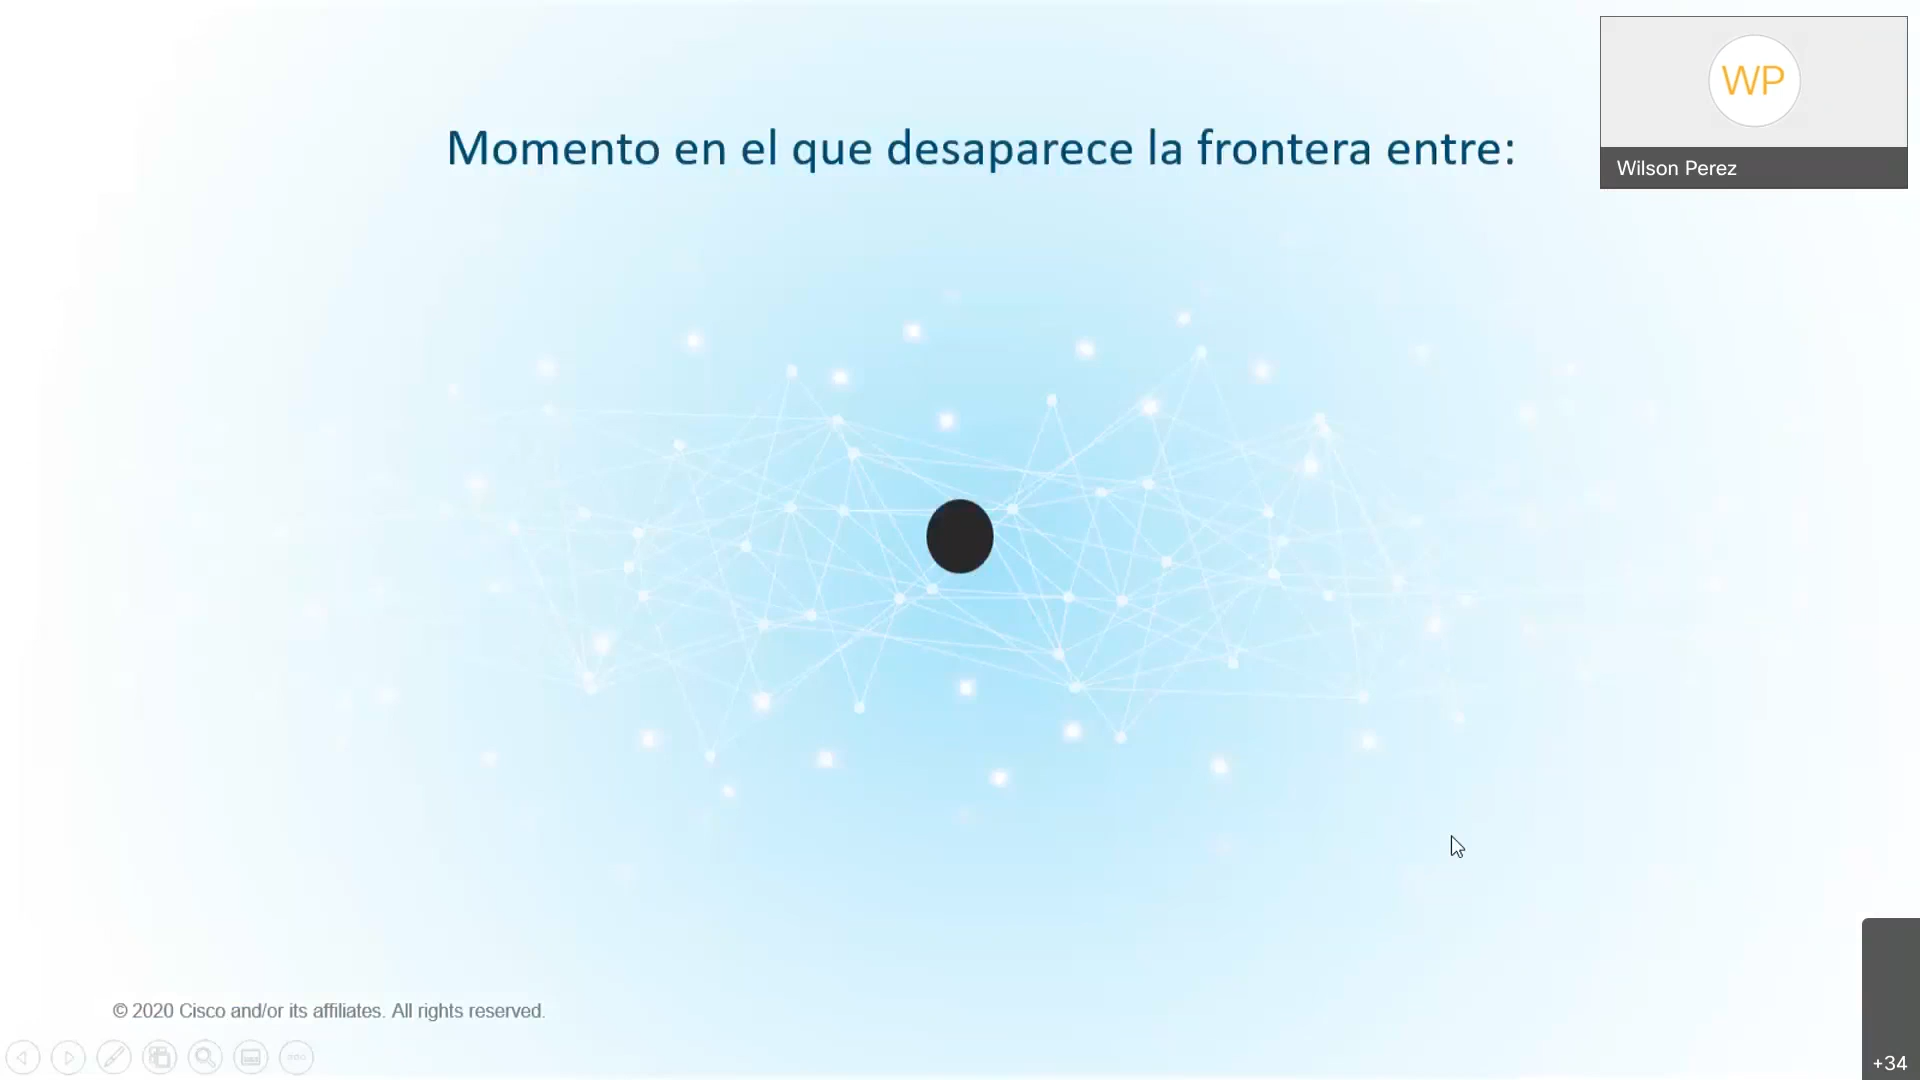 WP
Wilson Perez
Momento en el que desaparece la frontera entre:
© 2020 Cisco and/or its affiliates. All rights reserved.
+34